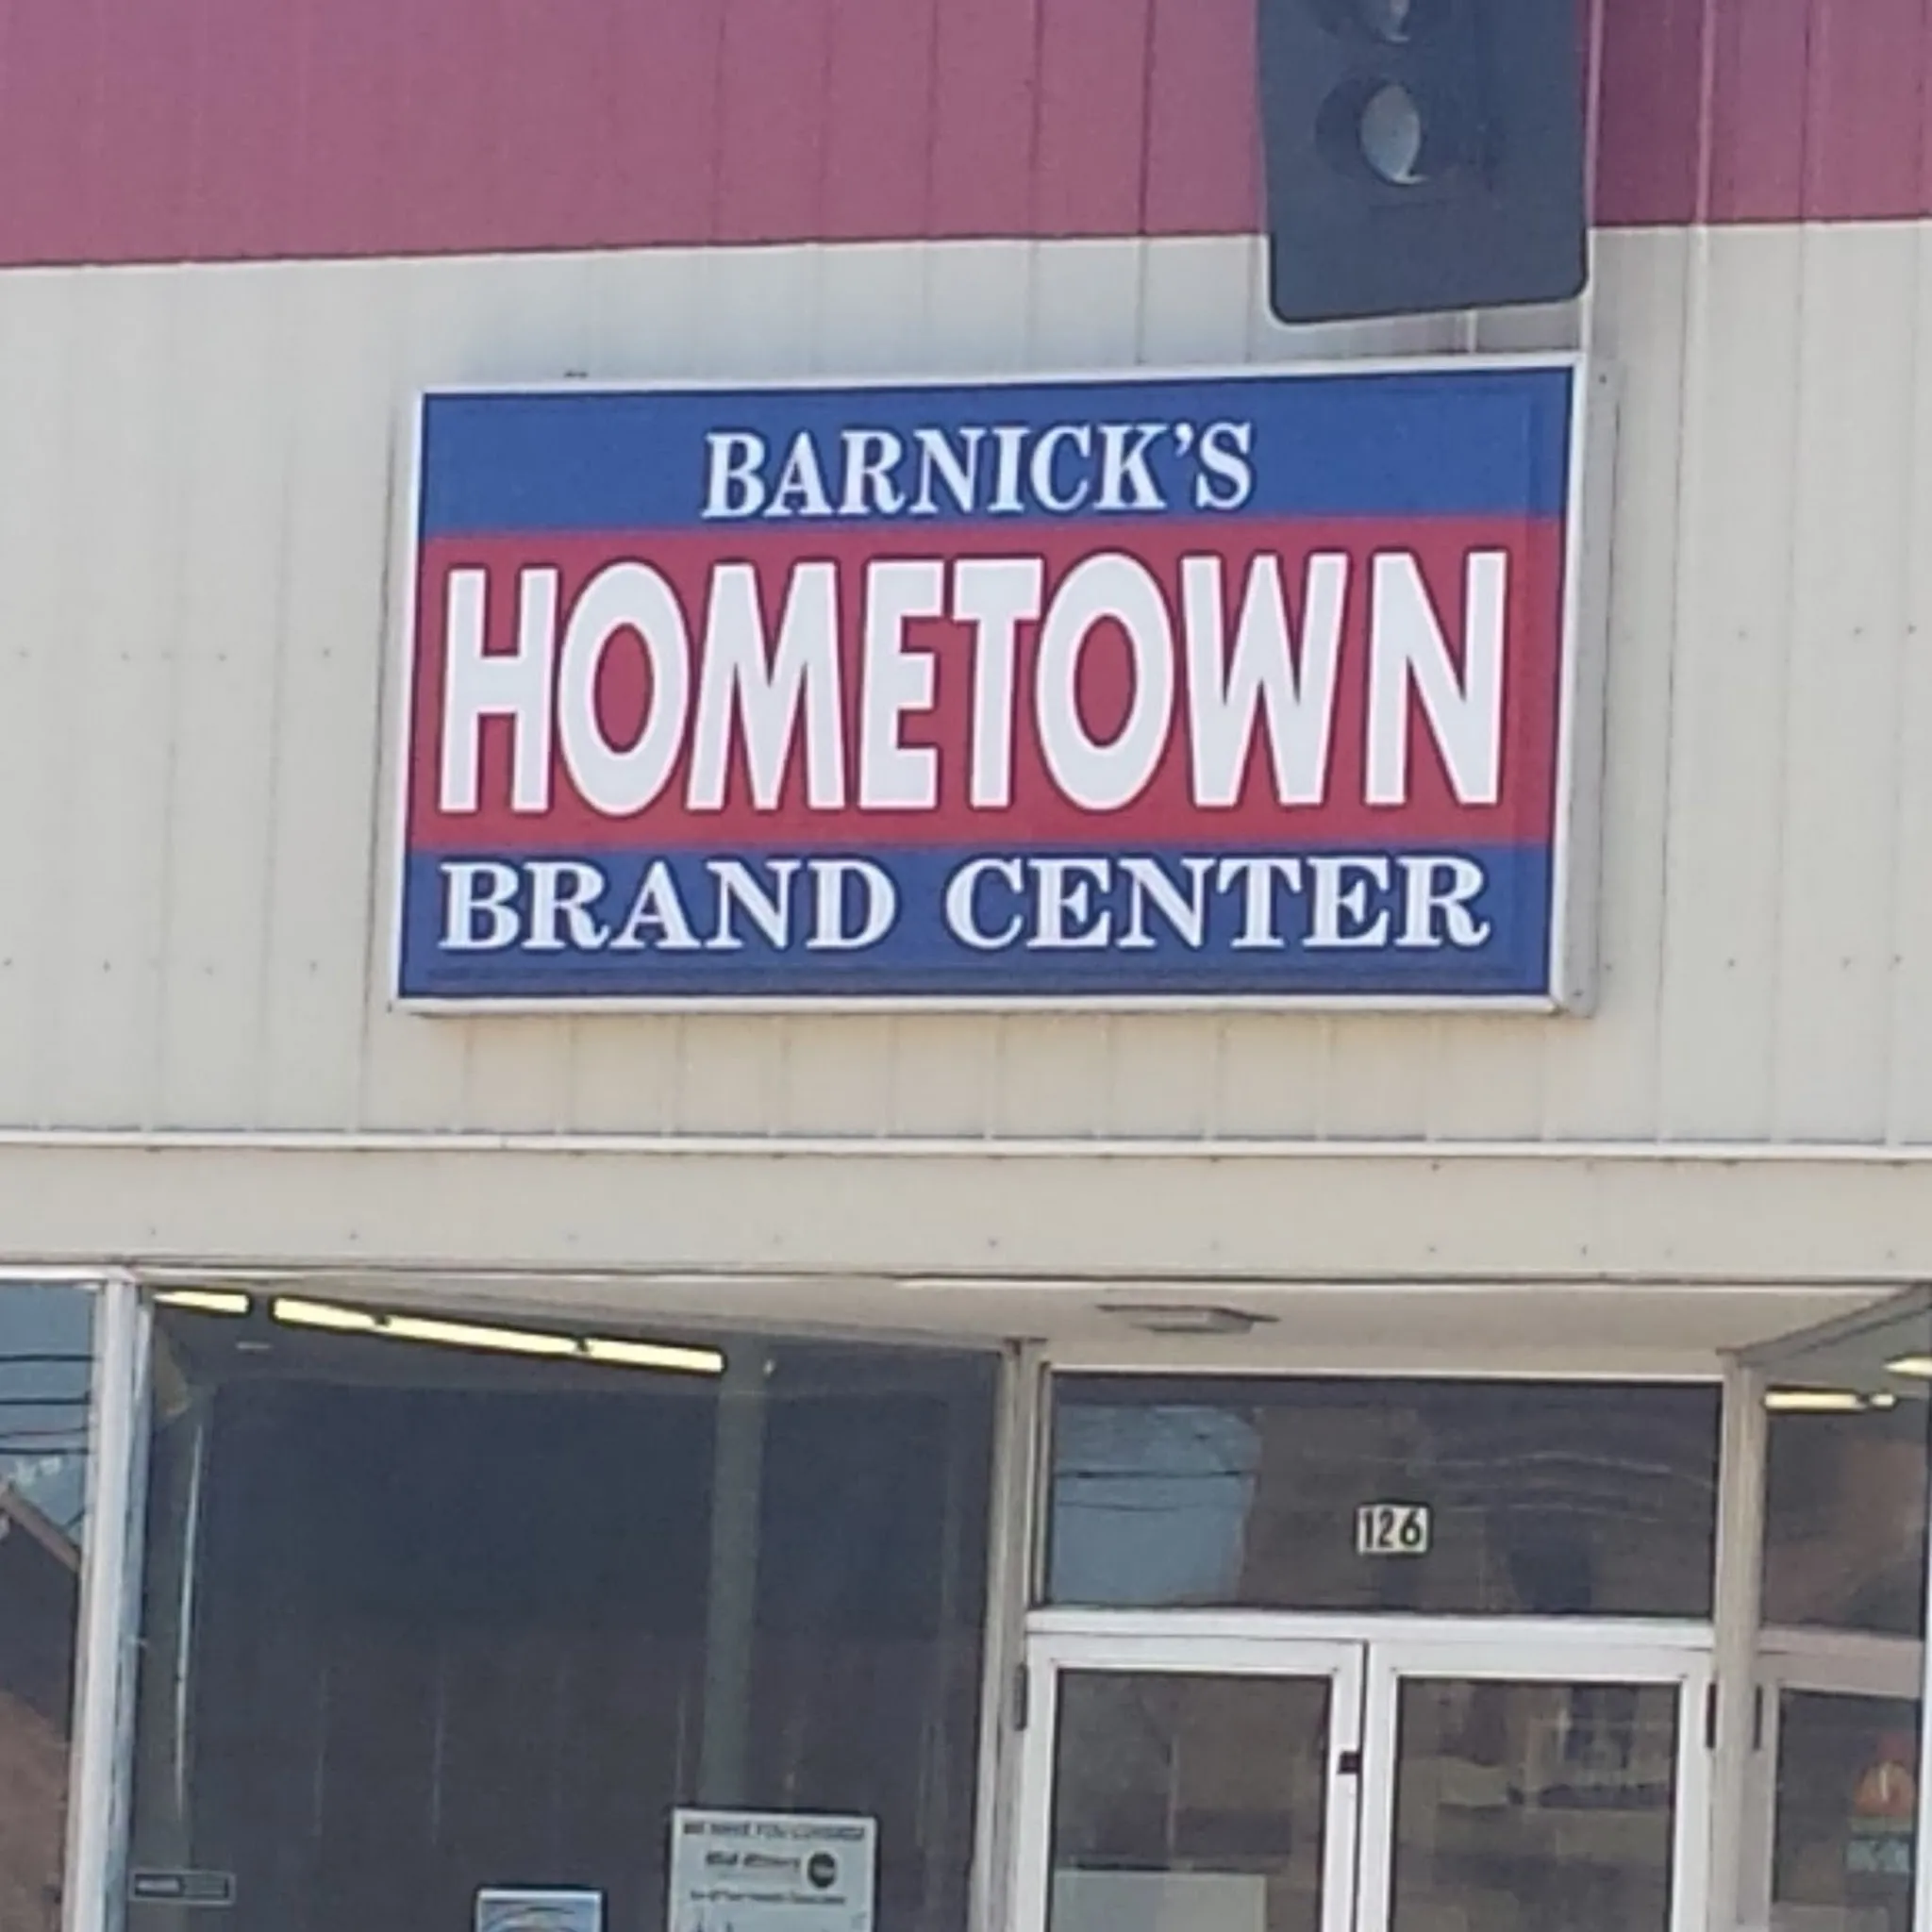 BARNICK'S
HOMETOWN
BRAND CENTER
126